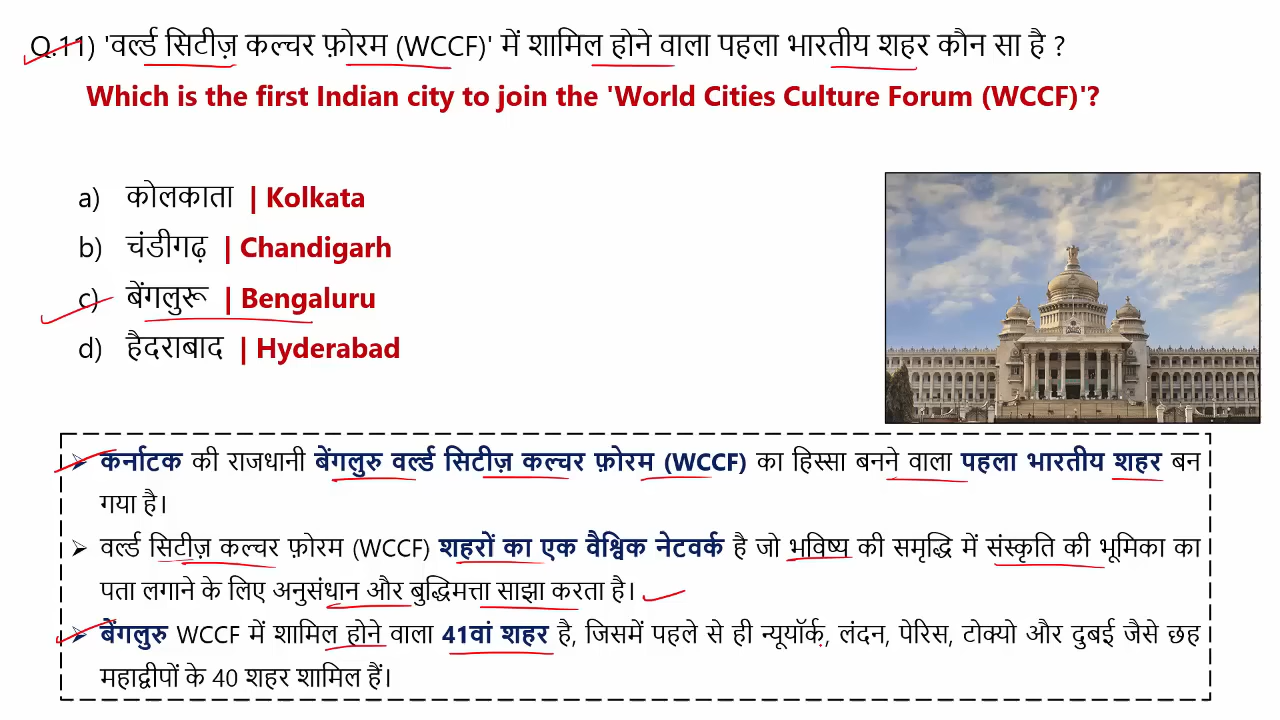 Q.11) 'वर्ल्ड सिटीज़ कल्चर फ़ोरम (WCCF)' में शामिल होने वाला पहला भारतीय शहर कौन सा है ?
Which is the first Indian city to join the 'World Cities Culture Forum (WCCF)'?
a) कोलकाता | Kolkata
b) चंडीगढ़ | Chandigarh
c) बेंगलुरू | Bengaluru
d) हैदराबाद | Hyderabad
➤ कर्नाटक की राजधानी बेंगलुरु वर्ल्ड सिटीज़ कल्चर फ़ोरम (WCCF) का हिस्सा बनने वाला पहला भारतीय शहर बन
गया है।
➤ वर्ल्ड सिटीज़ कल्चर फ़ोरम (WCCF) शहरों का एक वैश्विक नेटवर्क है जो भविष्य की समृद्धि में संस्कृति की भूमिका का
पता लगाने के लिए अनुसंधान और बुद्धिमत्ता साझा करता है।
➤ बेंगलुरु WCCF में शामिल होने वाला 41वां शहर है, जिसमें पहले से ही न्यूयॉर्क, लंदन, पेरिस, टोक्यो और दुबई जैसे छह
महाद्वीपों के 40 शहर शामिल हैं।